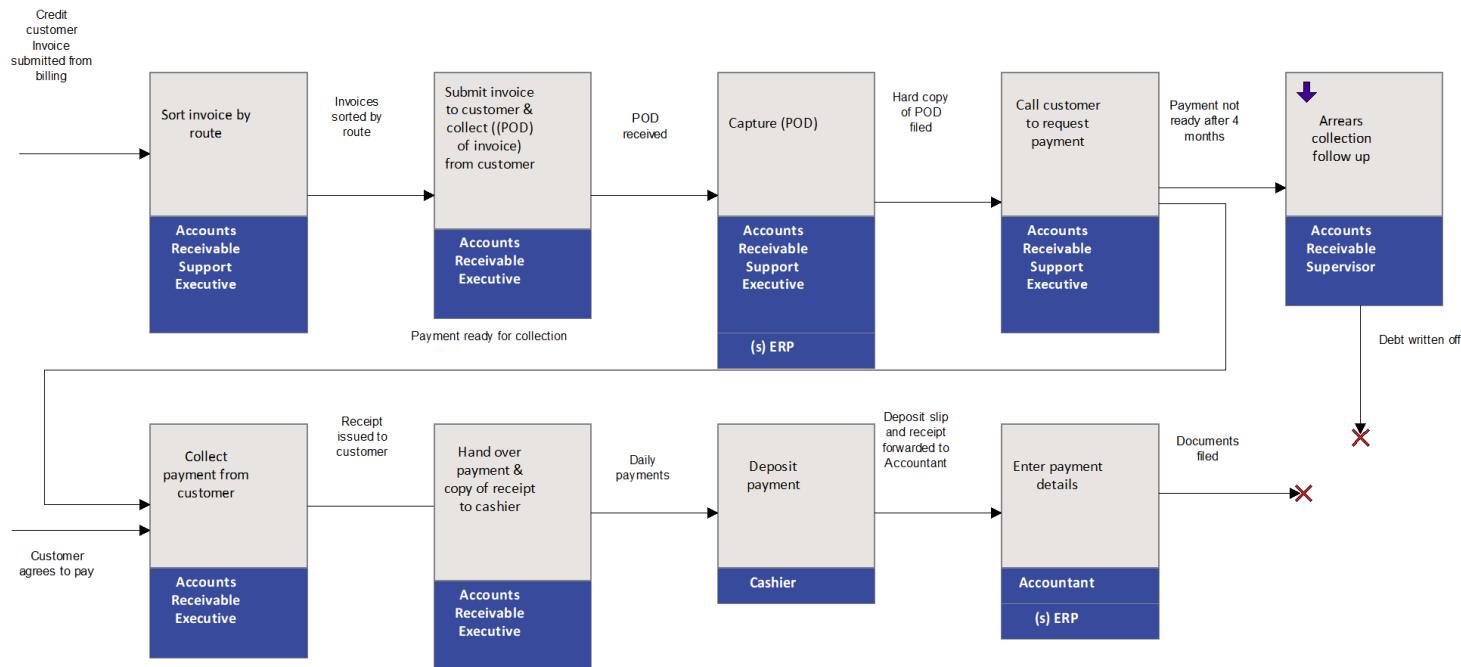 Credit
customer
Invoice
submitted from
billing
Sort invoice by
route
Accounts
Receivable
Support
Executive
Invoices
sorted by
route
Submit invoice
to customer &
collect ((POD)
of invoice)
from customer
Accounts
Receivable
Executive
POD
received
Capture (POD)
Accounts
Receivable
Support
Executive
(s) ERP
Hard copy
of POD
filed
Call customer
to request
payment
Accounts
Receivable
Support
Executive
Payment not
ready after 4
months
Arrears
collection
follow up
Accounts
Receivable
Supervisor
Debt written off
Payment ready for collection
Customer
agrees to pay
Collect
payment from
customer
Accounts
Receivable
Executive
Receipt
issued to
customer
Hand over
payment &
copy of receipt
to cashier
Accounts
Receivable
Executive
Daily
payments
Deposit
payment
Cashier
Deposit slip
and receipt
forwarded to
Accountant
Enter payment
details
Accountant
(s) ERP
Documents
filed